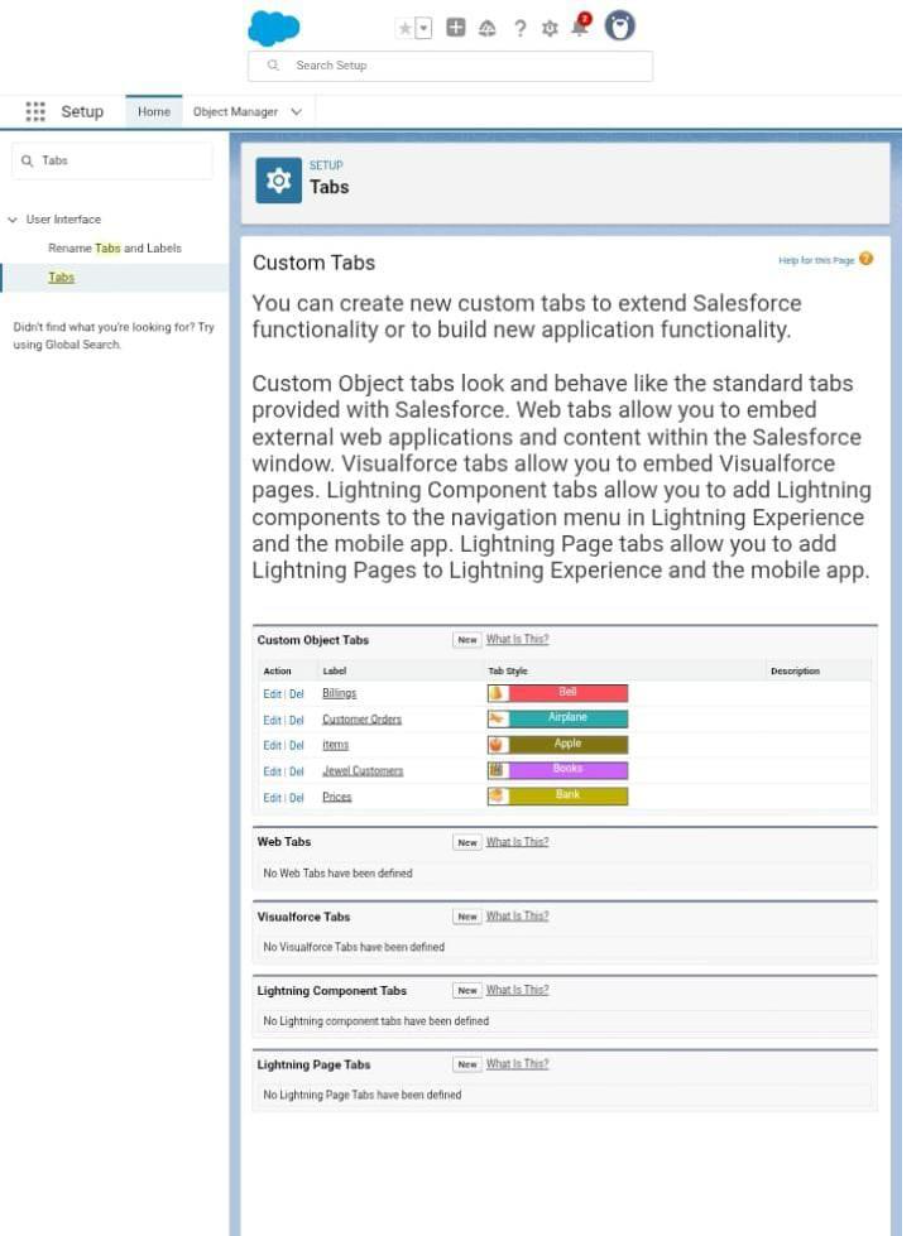 2
Search Setup
Setup Home Object Manager
Tabs
SETUP
Tabs
User Interface
Rename Tabs and Labels
Tabs
Didn't find what you're looking for? Try
using Global Search.
Custom Tabs
Help for this Page
You can create new custom tabs to extend Salesforce
functionality or to build new application functionality.
Custom Object tabs look and behave like the standard tabs
provided with Salesforce. Web tabs allow you to embed
external web applications and content within the Salesforce
window. Visualforce tabs allow you to embed Visualforce
pages. Lightning Component tabs allow you to add Lightning
components to the navigation menu in Lightning Experience
and the mobile app. Lightning Page tabs allow you to add
Lightning Pages to Lightning Experience and the mobile app.
Custom Object Tabs New What Is This?
Action Label Tab Style Description
Edit | Del Billings Bell
Edit | Del Customer Orders Airplane
Edit | Del items Apple
Edit | Del Jewel Customers Books
Edit | Del Prices Bank
Web Tabs New What Is This?
No Web Tabs have been defined
Visualforce Tabs New What Is This?
No Visualforce Tabs have been defined
Lightning Component Tabs New What Is This?
No Lightning component tabs have been defined
Lightning Page Tabs New What Is This?
No Lightning Page Tabs have been defined